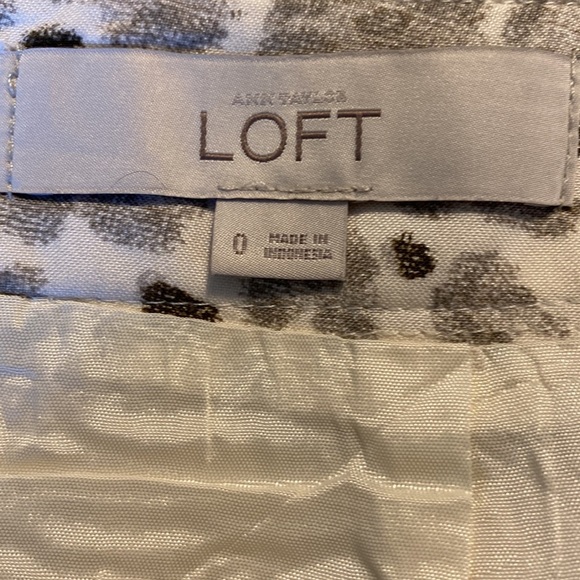 ANN TAYLOR
LOFT
0
MADE IN
INDONESIA